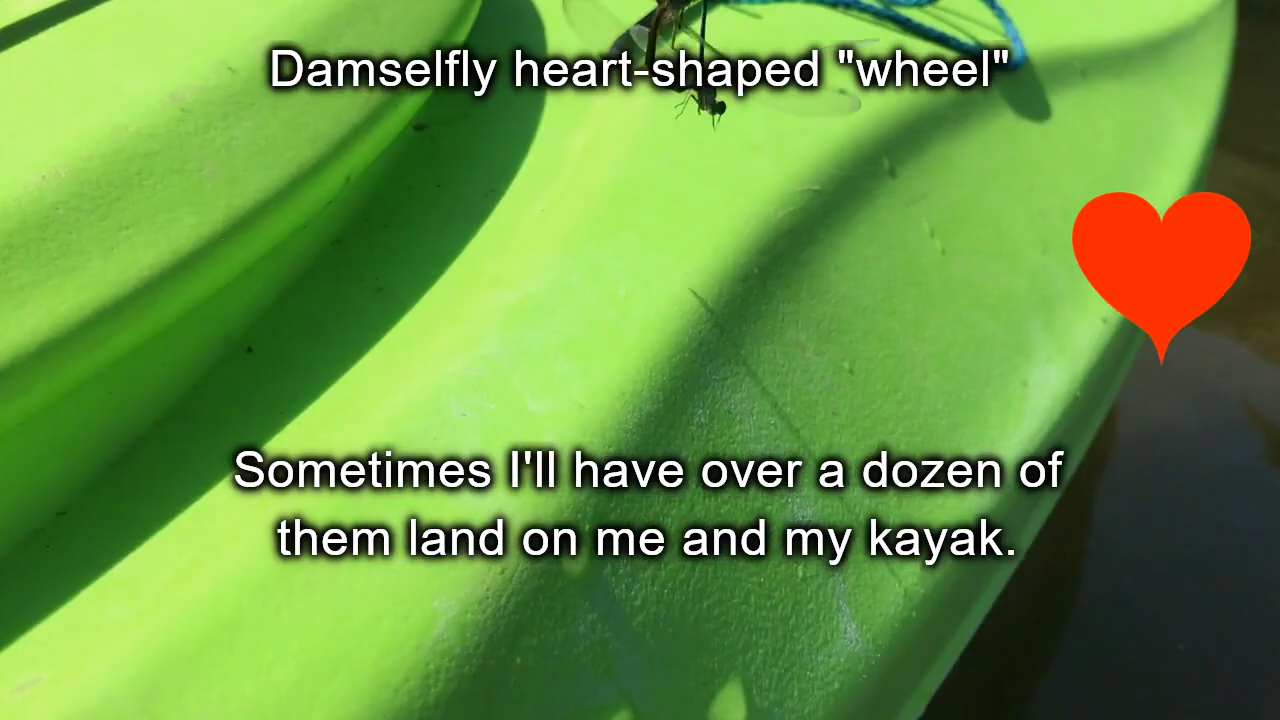 Damselfly heart-shaped "wheel"
Sometimes I'll have over a dozen of
them land on me and my kayak.